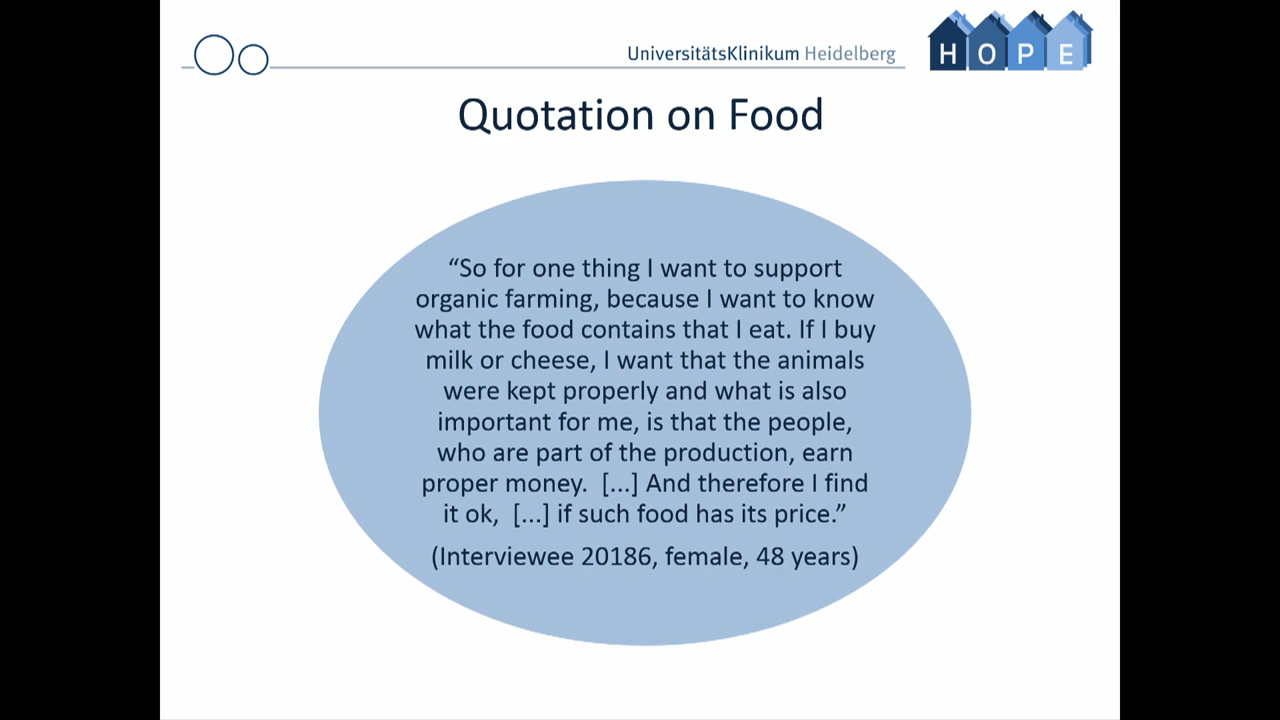 UniversitätsKlinikum Heidelberg
HOPE
Quotation on Food
“So for one thing I want to support
organic farming, because I want to know
what the food contains that I eat. If I buy
milk or cheese, I want that the animals
were kept properly and what is also
important for me, is that the people,
who are part of the production, earn
proper money.  [...] And therefore I find
it ok,  [...] if such food has its price.”
(Interviewee 20186, female, 48 years)